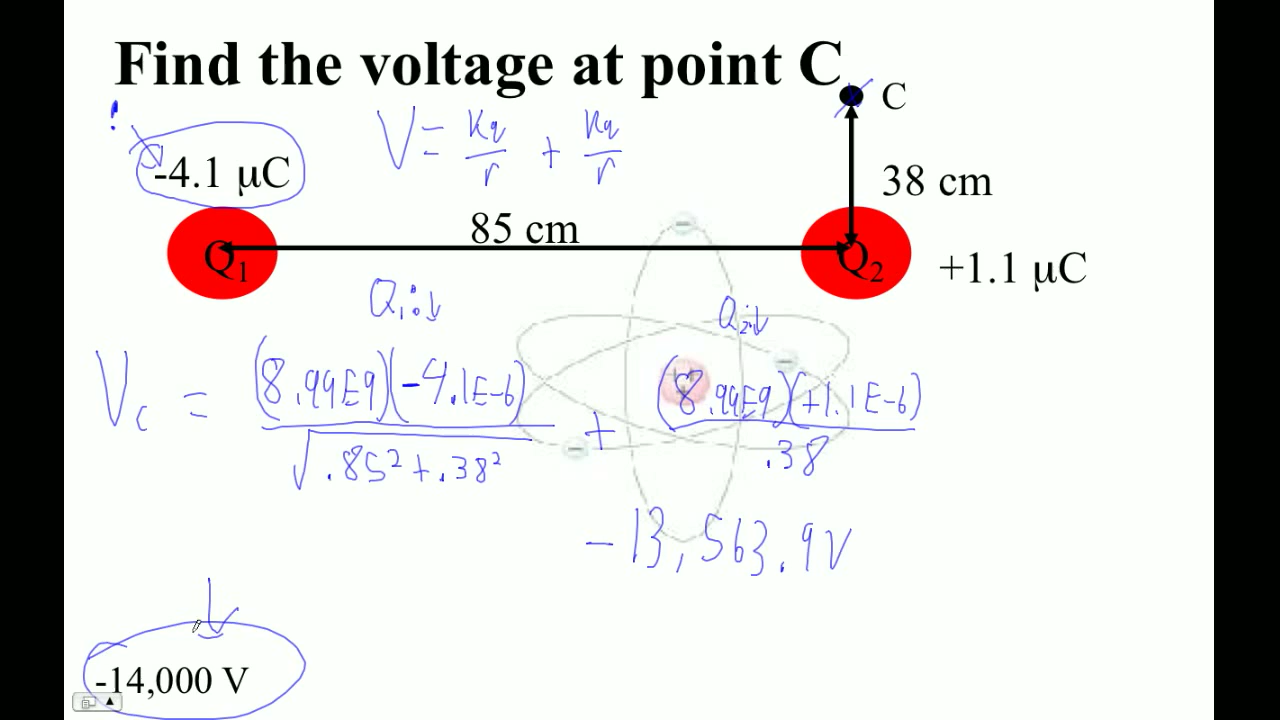 Find the voltage at point C
C
-4.1 μC
V = kq/r + kq/r
38 cm
85 cm
Q₁
Q₂
+1.1 μC
Q₁:↓
Q₂:↓
V꜀ = (8.99E9)(-4.1E-6)/√.85²+.38² + (8.99E9)(+1.1E-6)/.38
-13,563.9V
-14,000 V